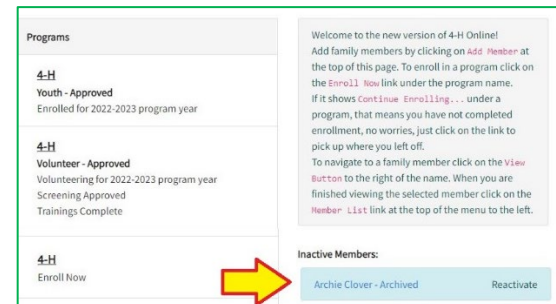 Programs
4-H
Youth - Approved
Enrolled for 2022-2023 program year
4-H
Volunteer - Approved
Volunteering for 2022-2023 program year
Screening Approved
Trainings Complete
4-H
Enroll Now
Welcome to the new version of 4-H Online!
Add family members by clicking on Add Member at
the top of this page. To enroll in a program click on
the Enroll Now link under the program name.
If it shows Continue Enrolling... under a
program, that means you have not completed
enrollment, no worries, just click on the link to
pick up where you left off.
To navigate to a family member click on the View
Button to the right of the name. When you are
finished viewing the selected member click on the
Member List link at the top of the menu to the left.
Inactive Members:
Archie Clover - Archived Reactivate